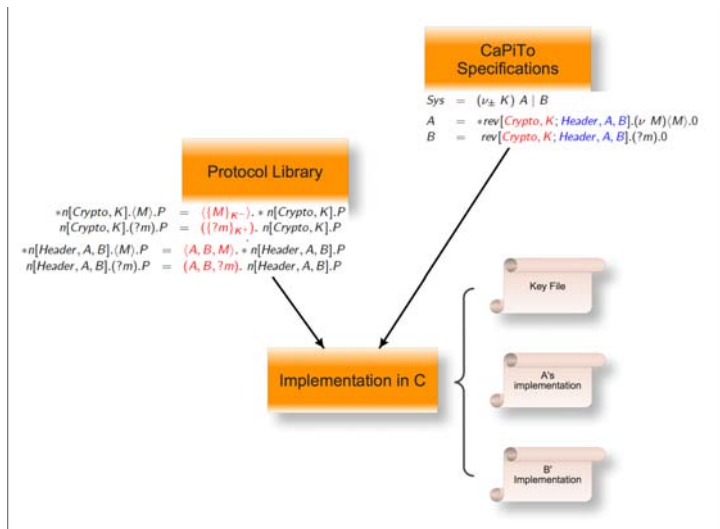 CaPiTo
Specifications
Sys = (ν± K) A | B
A = *rev[Crypto, K; Header, A, B].(ν M)⟨M⟩.0
B = rev[Crypto, K; Header, A, B].(?m).0
Protocol Library
*n[Crypto, K].⟨M⟩.P = ⟨{M}K⁻⟩. * n[Crypto, K].P
n[Crypto, K].(?m).P = ({?m}K⁺). n[Crypto, K].P
*n[Header, A, B].⟨M⟩.P = ⟨A, B, M⟩. * n[Header, A, B].P
n[Header, A, B].(?m).P = (A, B, ?m). n[Header, A, B].P
Implementation in C
Key File
A's
implementation
B'
Implementation